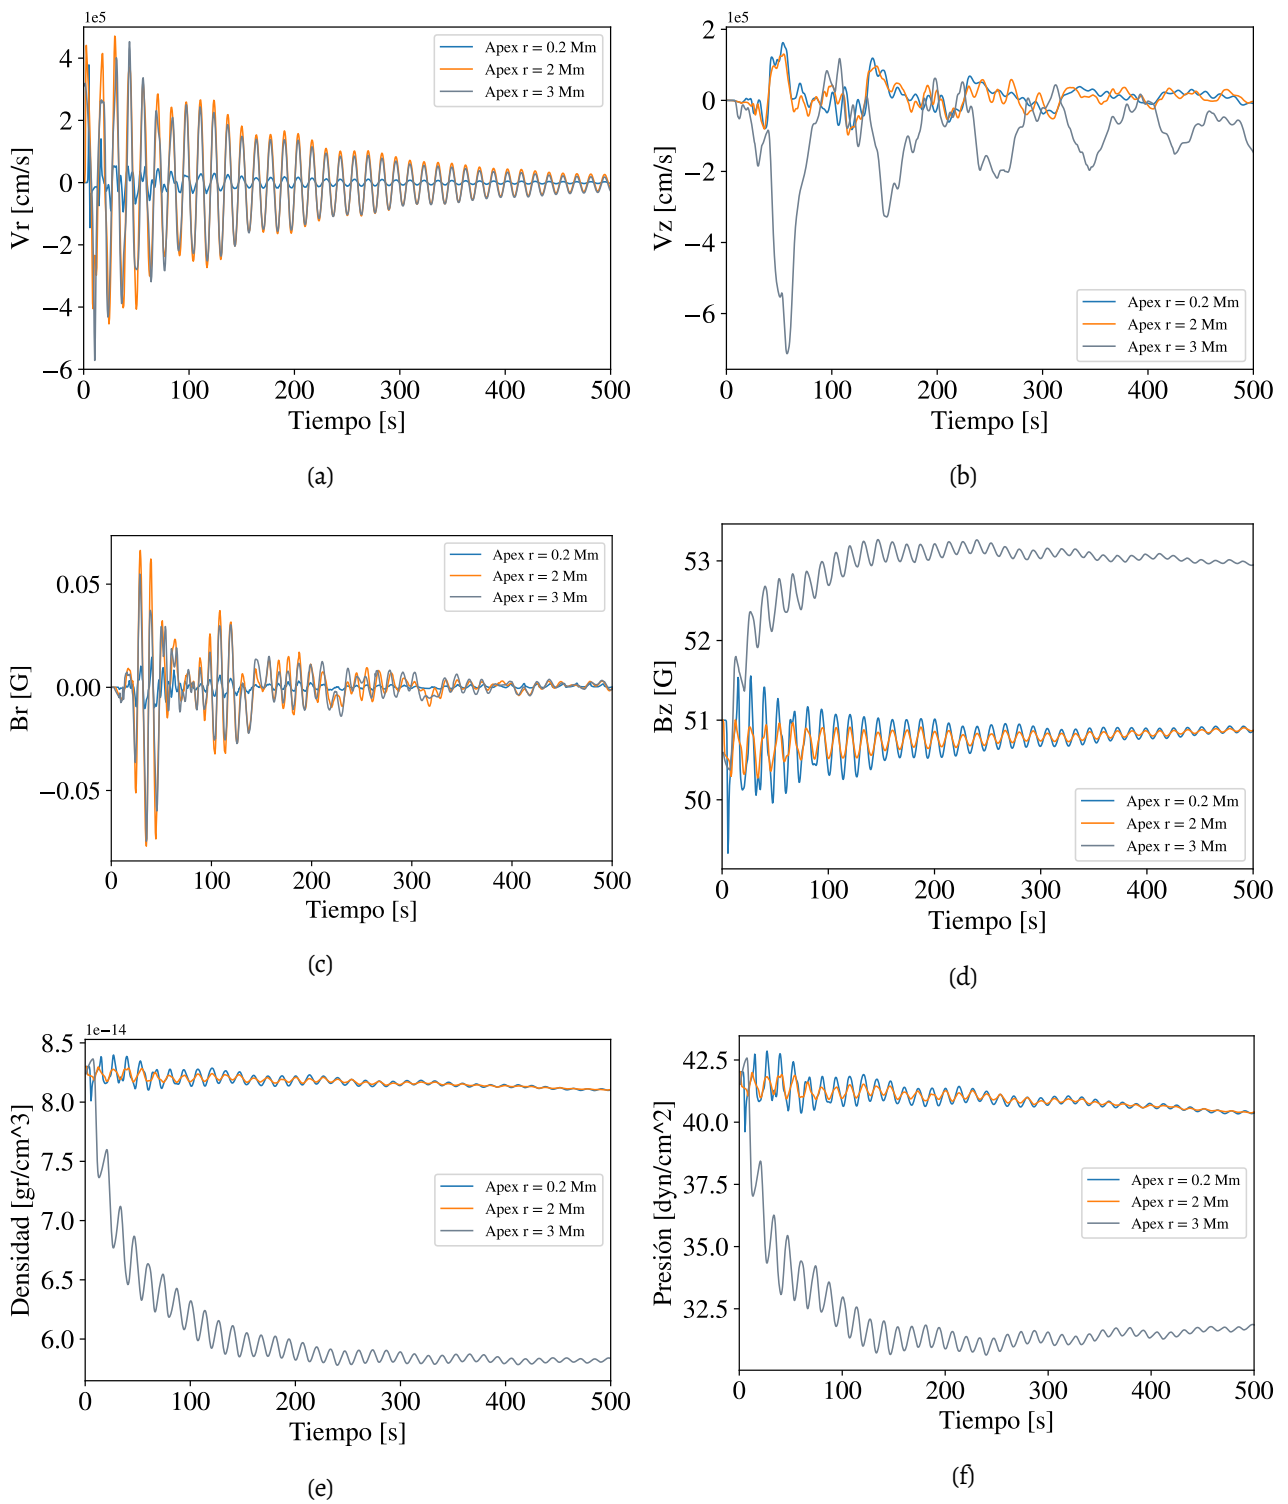 1e5
Vr [cm/s]
4
2
0
−2
−4
−6
Apex r = 0.2 Mm
Apex r = 2 Mm
Apex r = 3 Mm
0 100 200 300 400 500
Tiempo [s]
(a)
1e5
Vz [cm/s]
2
0
−2
−4
−6
Apex r = 0.2 Mm
Apex r = 2 Mm
Apex r = 3 Mm
0 100 200 300 400 500
Tiempo [s]
(b)
Br [G]
0.05
0.00
−0.05
Apex r = 0.2 Mm
Apex r = 2 Mm
Apex r = 3 Mm
0 100 200 300 400 500
Tiempo [s]
(c)
Bz [G]
53
52
51
50
Apex r = 0.2 Mm
Apex r = 2 Mm
Apex r = 3 Mm
0 100 200 300 400 500
Tiempo [s]
(d)
1e−14
Densidad [gr/cm^3]
8.5
8.0
7.5
7.0
6.5
6.0
Apex r = 0.2 Mm
Apex r = 2 Mm
Apex r = 3 Mm
0 100 200 300 400 500
Tiempo [s]
(e)
Presión [dyn/cm^2]
42.5
40.0
37.5
35.0
32.5
Apex r = 0.2 Mm
Apex r = 2 Mm
Apex r = 3 Mm
0 100 200 300 400 500
Tiempo [s]
(f)